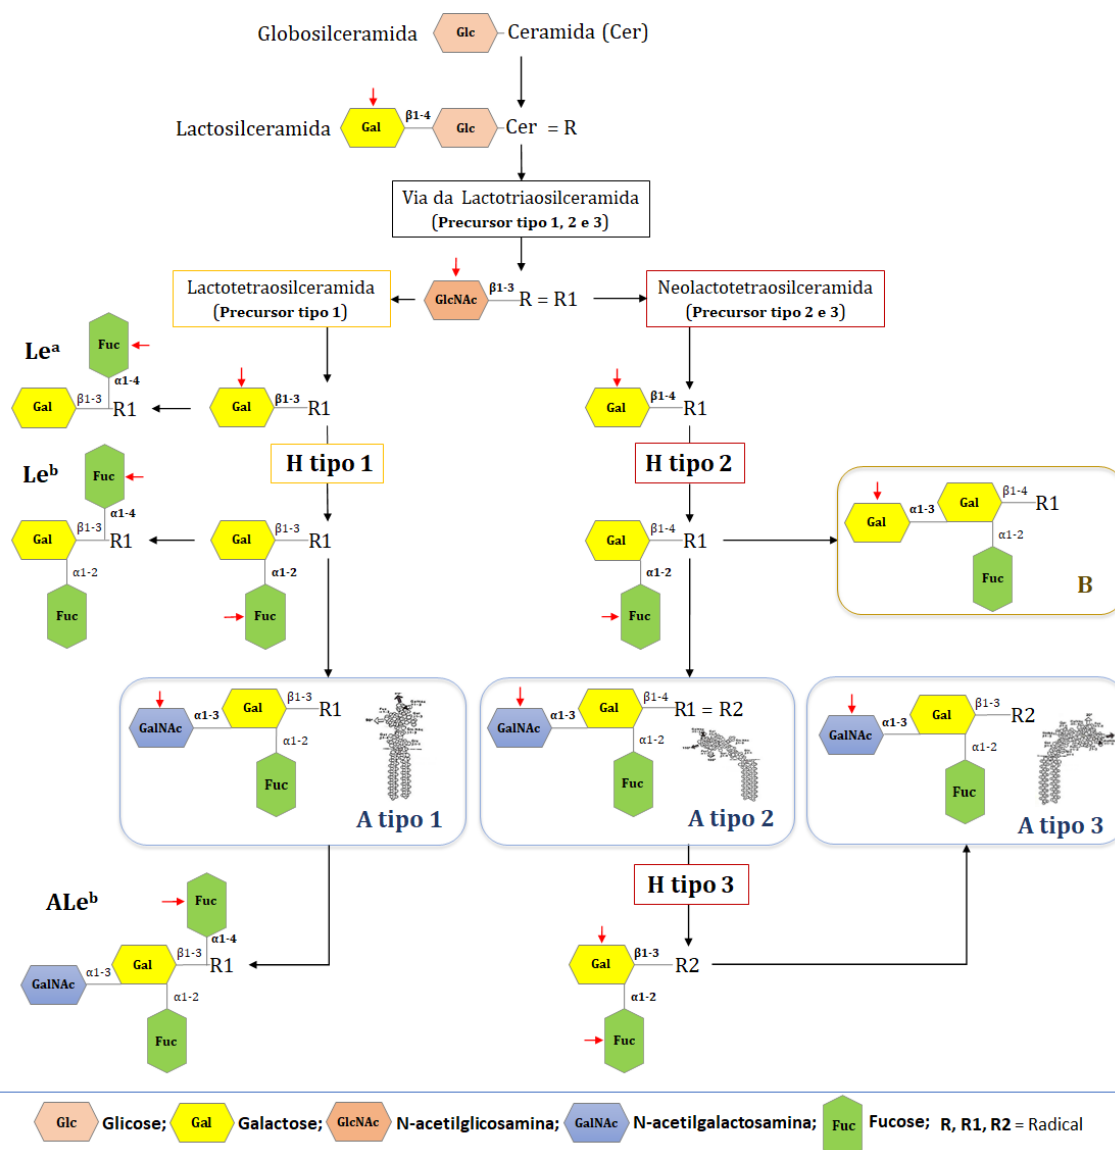 Globosilceramida Glc Ceramida (Cer)
Lactosilceramida Gal β1-4 Glc Cer = R
Via da Lactotriaosilceramida
(Precursor tipo 1, 2 e 3)
Lactotetraosilceramida
(Precursor tipo 1)
GlcNAc β1-3 R = R1
Neolactotetraosilceramida
(Precursor tipo 2 e 3)
Leª
Fuc
α1-4
Gal β1-3 R1
Gal β1-3 R1
Gal β1-4 R1
H tipo 1
H tipo 2
Leᵇ
Fuc
α1-4
Gal β1-3 R1
α1-2
Fuc
Gal β1-3 R1
α1-2
Fuc
Gal β1-4 R1
α1-2
Fuc
Gal α1-3 Gal β1-4 R1
α1-2
Fuc
B
GalNAc α1-3 Gal β1-3 R1
α1-2
Fuc
A tipo 1
GalNAc α1-3 Gal β1-4 R1 = R2
α1-2
Fuc
A tipo 2
GalNAc α1-3 Gal β1-3 R2
α1-2
Fuc
A tipo 3
H tipo 3
ALeᵇ
Fuc
α1-4
GalNAc α1-3 Gal β1-3 R1
α1-2
Fuc
Gal β1-3 R2
α1-2
Fuc
Glc Glicose; Gal Galactose; GlcNAc N-acetilglicosamina; GalNAc N-acetilgalactosamina; Fuc Fucose; R, R1, R2 = Radical